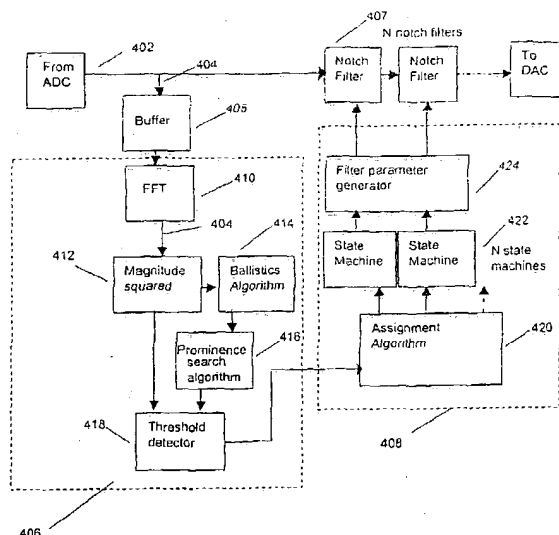 407
N notch filters
402
From
ADC
404
Notch
Filter
Notch
Filter
To
DAC
Buffer
405
FFT
410
404
414
412
Magnitude
squared
Ballistics
Algorithm
Prominence
search
algorithm
416
418
Threshold
detector
406
Filter parameter
generator
424
State
Machine
State
Machine
422
N state
machines
Assignment
Algorithm
420
408